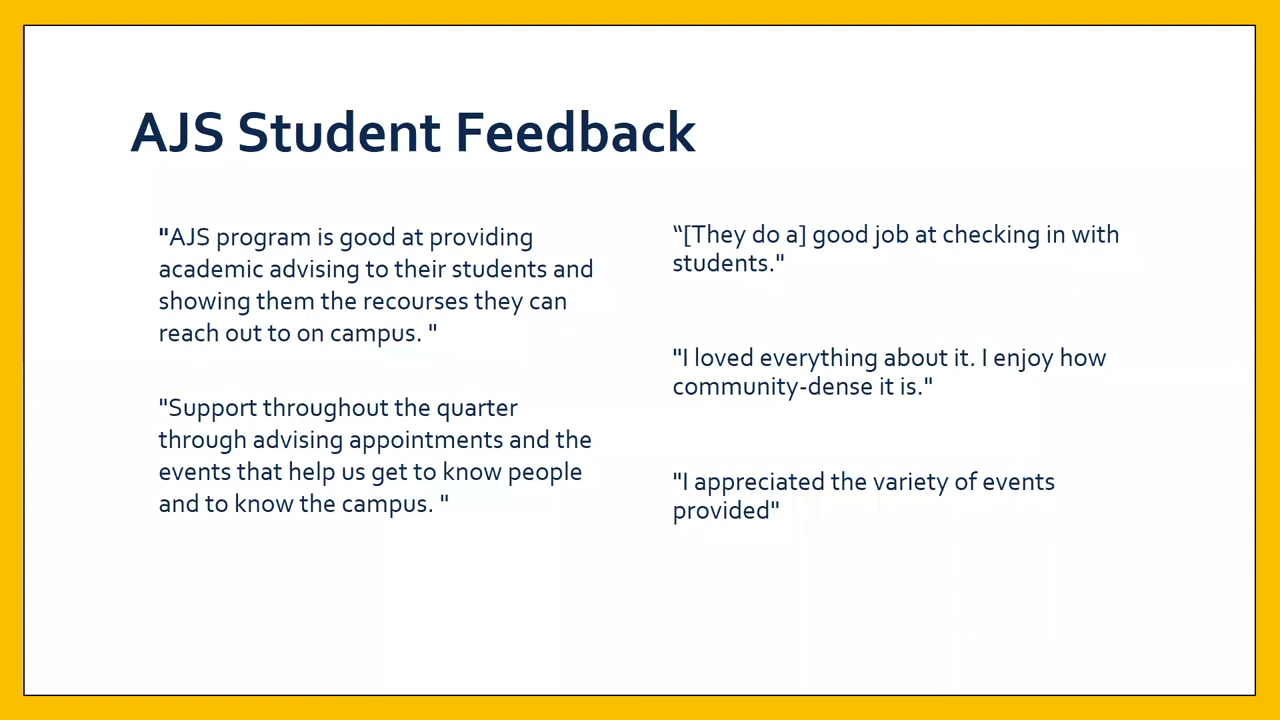 AJS Student Feedback
"AJS program is good at providing
academic advising to their students and
showing them the recourses they can
reach out to on campus. "
"Support throughout the quarter
through advising appointments and the
events that help us get to know people
and to know the campus. "
“[They do a] good job at checking in with
students."
"I loved everything about it. I enjoy how
community-dense it is."
"I appreciated the variety of events
provided"